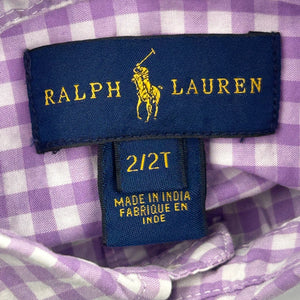 RALPH LAUREN
2/2T
MADE IN INDIA
FABRIQUE EN
INDE